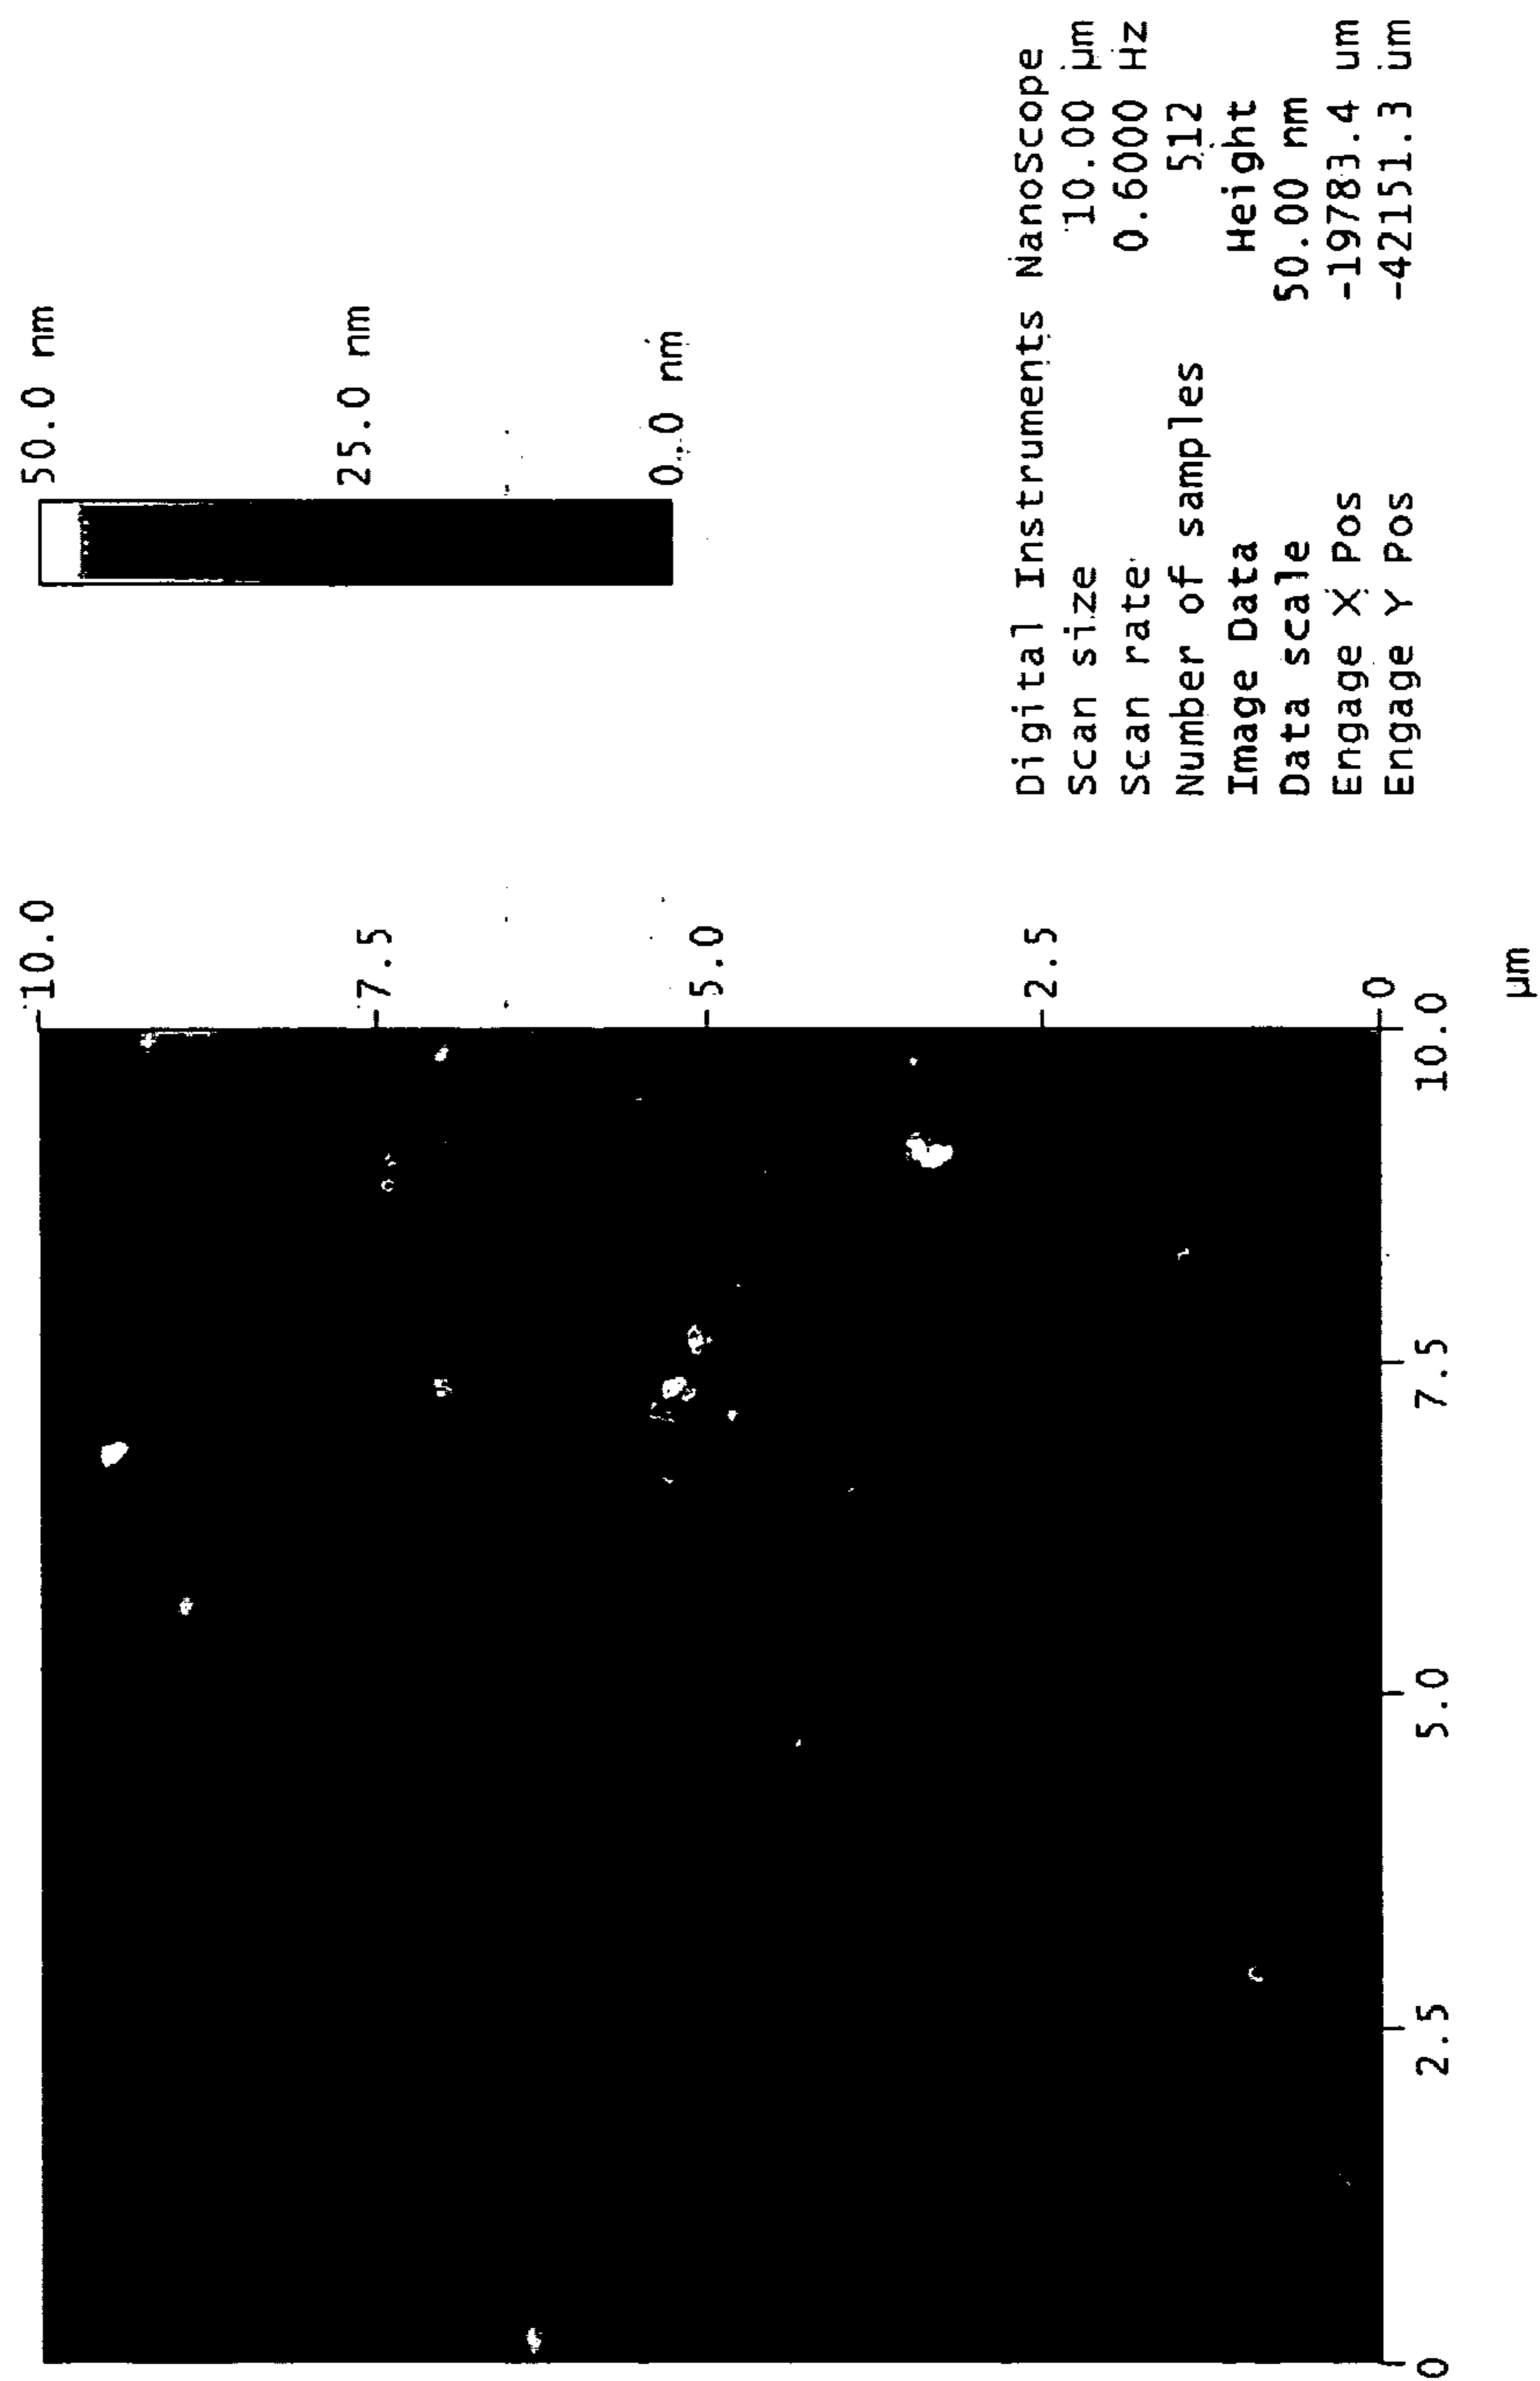 10.0
7.5
5.0
2.5
0
0
2.5
5.0
7.5
10.0
µm
50.0 nm
25.0 nm
0.0 nm
Digital Instruments NanoScope
Scan size 10.00 µm
Scan rate 0.6000 Hz
Number of samples 512
Image Data Height
Data scale 50.00 nm
Engage X Pos -19783.4 um
Engage Y Pos -42151.3 um